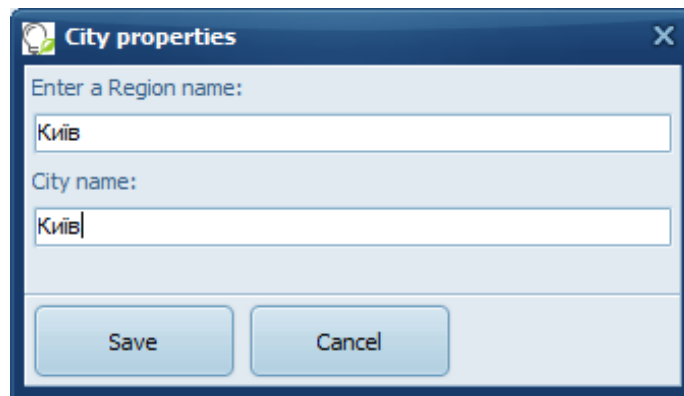 City properties
Enter a Region name:
Київ
City name:
Київ
Save Cancel